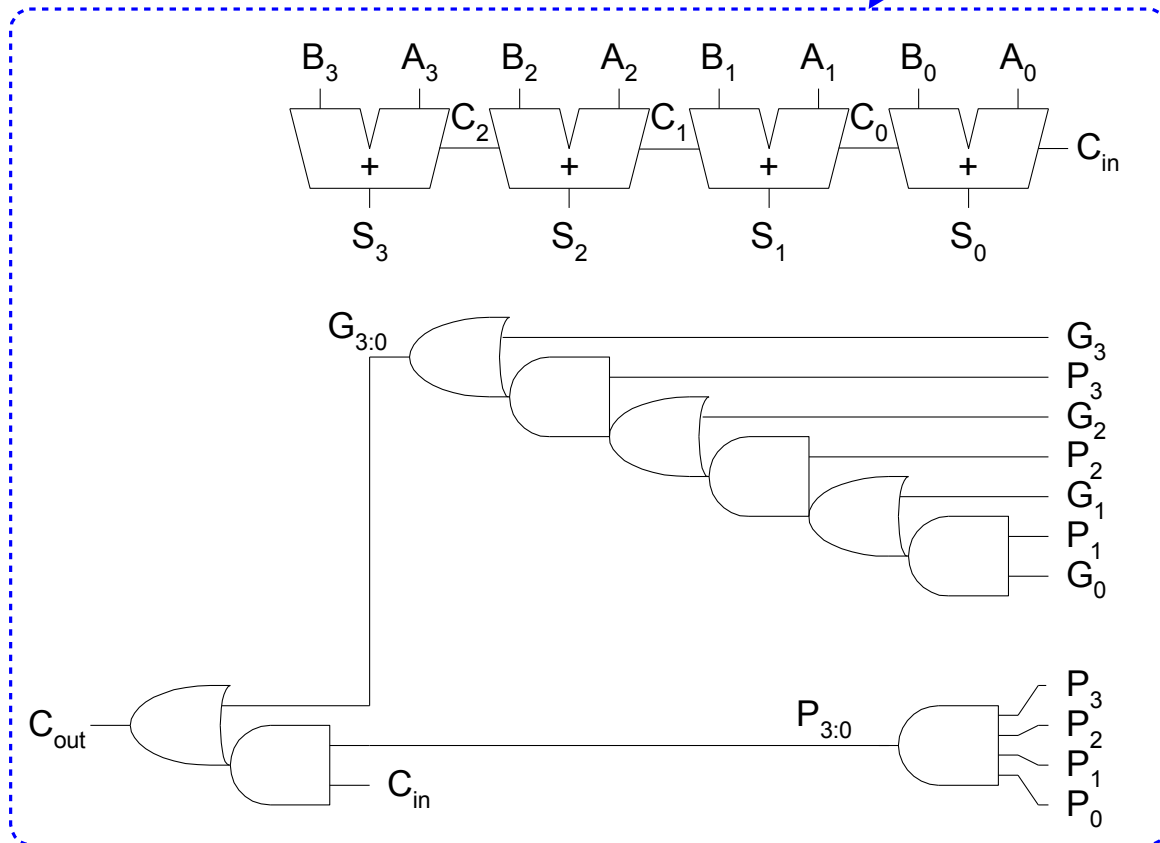 B3 A3 B2 A2 B1 A1 B0 A0
C2 C1 C0
+ + + + Cin
S3 S2 S1 S0
G3:0 G3
P3
G2
P2
G1
P1
G0
P3
P3:0 P2
Cout P1
Cin P0